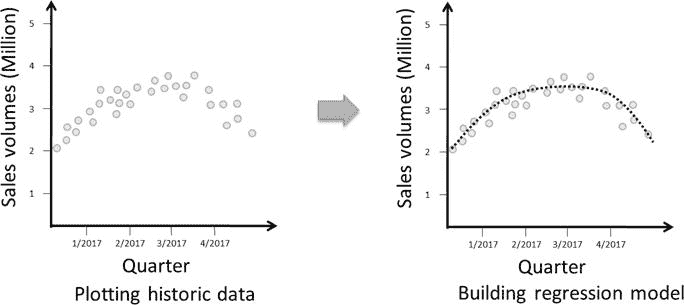 Sales volumes (Million)
5
4
3
2
1
1/2017 2/2017 3/2017 4/2017
Quarter
Plotting historic data
Sales volumes (Million)
5
4
3
2
1
1/2017 2/2017 3/2017 4/2017
Quarter
Building regression model